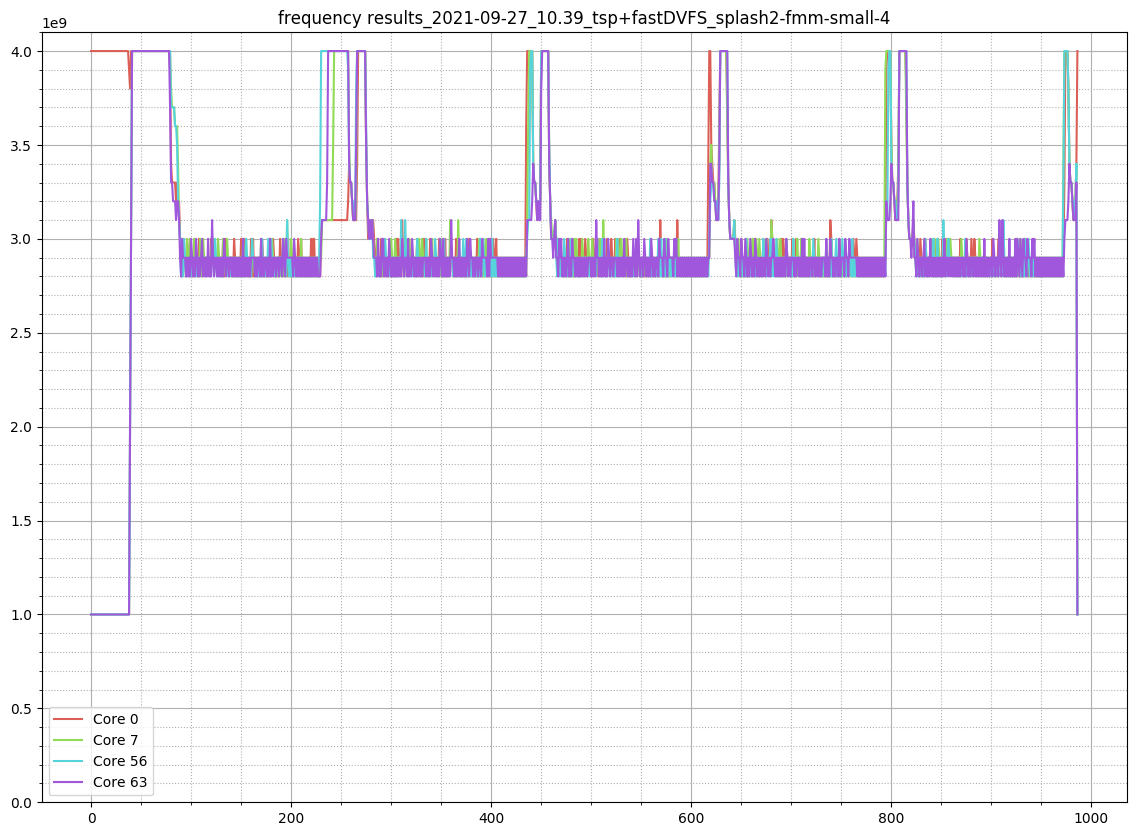 frequency results_2021-09-27_10.39_tsp+fastDVFS_splash2-fmm-small-4
1e9
4.0
3.5
3.0
2.5
2.0
1.5
1.0
0.5
0.0
Core 0
Core 7
Core 56
Core 63
0 200 400 600 800 1000